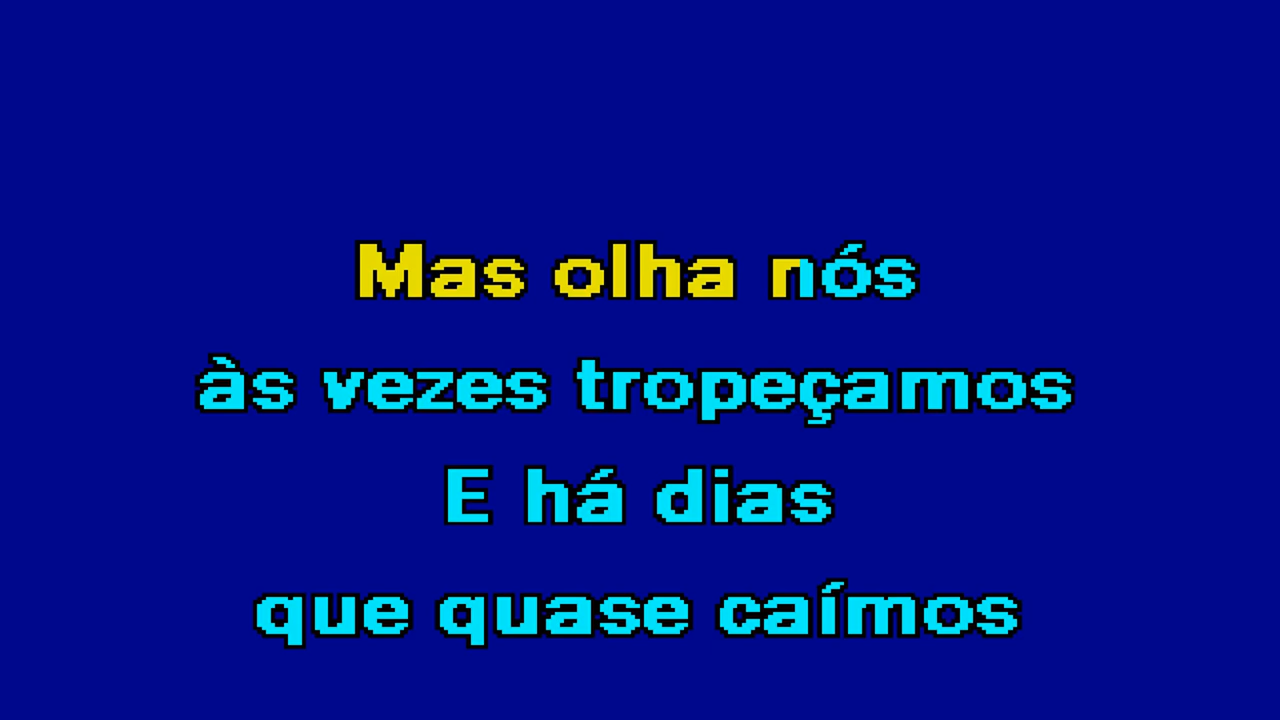 Mas olha nós
às vezes tropeçamos
E há dias
que quase caímos